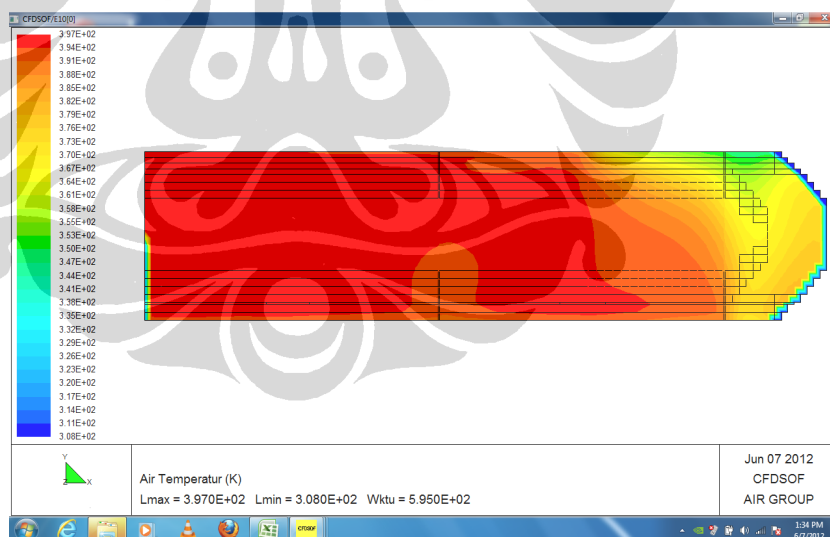 CFDSOF/E10[0]
3.97E+02
3.94E+02
3.91E+02
3.88E+02
3.85E+02
3.82E+02
3.79E+02
3.76E+02
3.73E+02
3.70E+02
3.67E+02
3.64E+02
3.61E+02
3.58E+02
3.55E+02
3.53E+02
3.50E+02
3.47E+02
3.44E+02
3.41E+02
3.38E+02
3.35E+02
3.32E+02
3.29E+02
3.26E+02
3.23E+02
3.20E+02
3.17E+02
3.14E+02
3.11E+02
3.08E+02
Y
Z X
Air Temperatur (K)
Lmax = 3.970E+02 Lmin = 3.080E+02 Wktu = 5.950E+02
Jun 07 2012
CFDSOF
AIR GROUP
CFDSOF
1:34 PM
6/7/2012